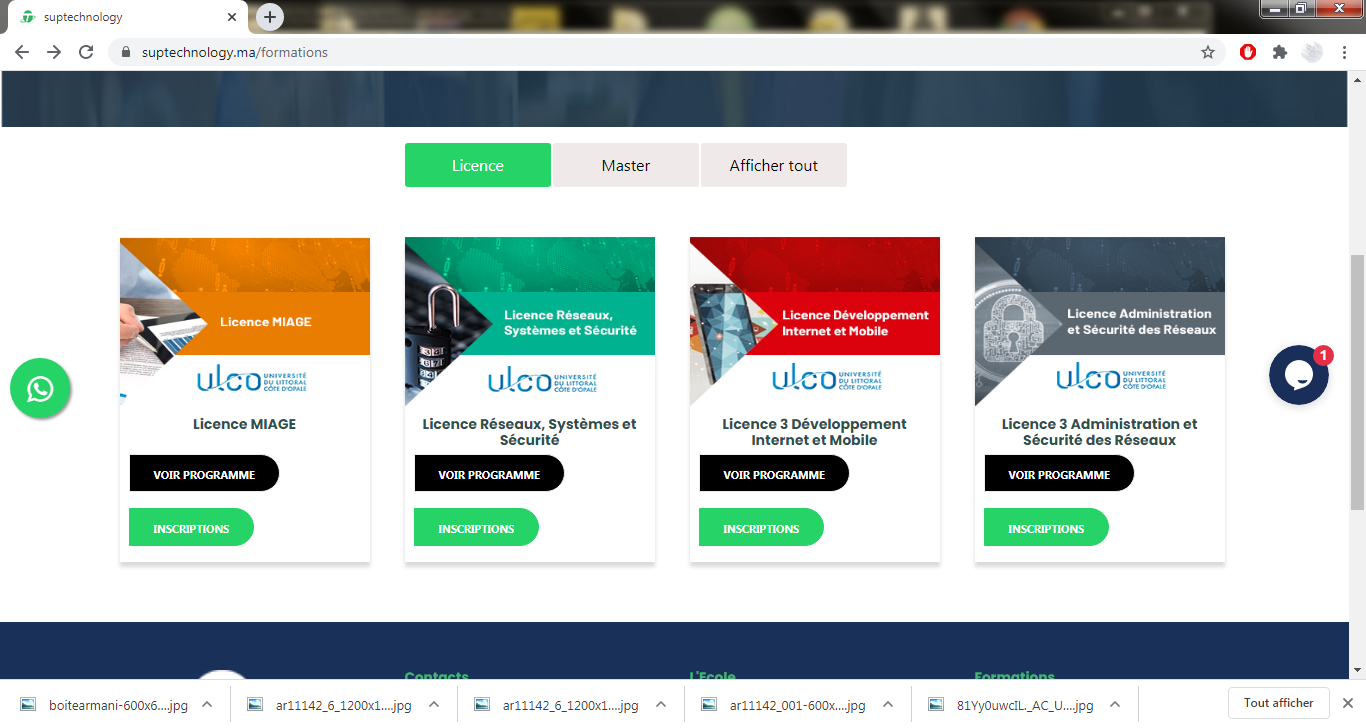 suptechnology
suptechnology.ma/formations
Licence
Master
Afficher tout
Licence MIAGE
ulco UNIVERSITÉ
DU LITTORAL
CÔTE D'OPALE
Licence MIAGE
VOIR PROGRAMME
INSCRIPTIONS
Licence Réseaux,
Systèmes et Sécurité
ulco UNIVERSITÉ
DU LITTORAL
CÔTE D'OPALE
Licence Réseaux, Systèmes et
Sécurité
VOIR PROGRAMME
INSCRIPTIONS
Licence Développement
Internet et Mobile
ulco UNIVERSITÉ
DU LITTORAL
CÔTE D'OPALE
Licence 3 Développement
Internet et Mobile
VOIR PROGRAMME
INSCRIPTIONS
Licence Administration
et Sécurité des Réseaux
ulco UNIVERSITÉ
DU LITTORAL
CÔTE D'OPALE
Licence 3 Administration et
Sécurité des Réseaux
VOIR PROGRAMME
INSCRIPTIONS
1
Contacts
L'Ecole
Formations
boitearmani-600x6....jpg
ar11142_6_1200x1....jpg
ar11142_6_1200x1....jpg
ar11142_001-600x....jpg
81Yy0uwcIL._AC_U....jpg
Tout afficher